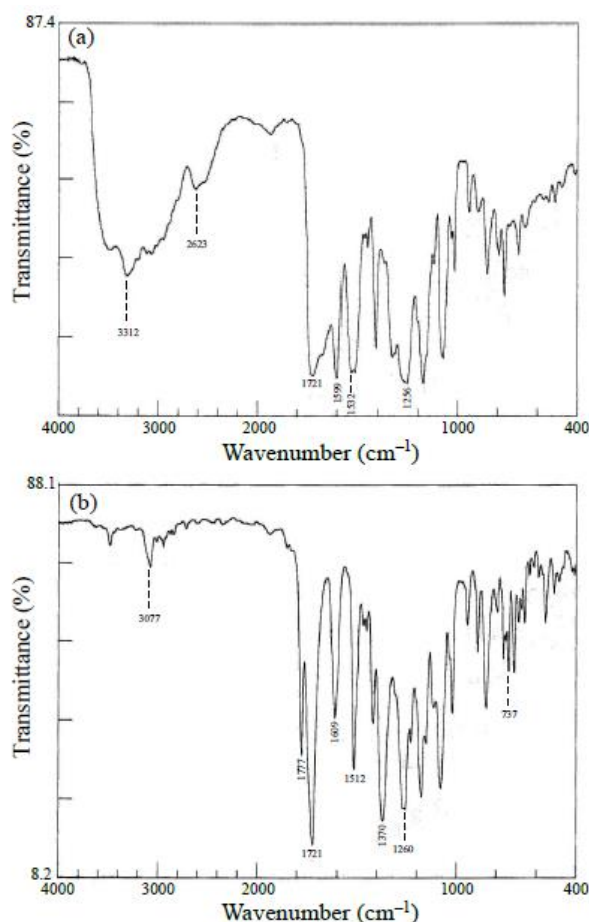 87.4
(a)
Transmittance (%)
3312
2623
1721
1599
1532
1256
4000 3000 2000 1000 400
Wavenumber (cm⁻¹)
88.1
(b)
Transmittance (%)
3077
1777
1721
1609
1512
1370
1260
737
8.2
4000 3000 2000 1000 400
Wavenumber (cm⁻¹)